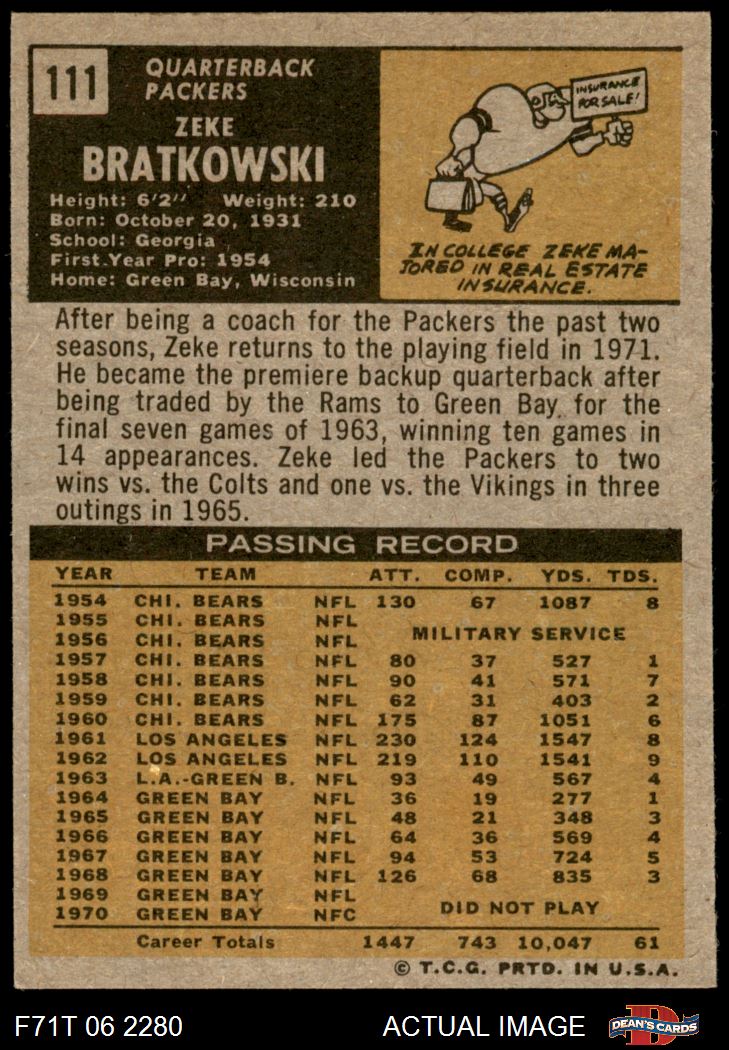 111
QUARTERBACK
PACKERS
ZEKE
BRATKOWSKI
Height: 6'2" Weight: 210
Born: October 20, 1931
School: Georgia
First Year Pro: 1954
Home: Green Bay, Wisconsin
INSURANCE
FOR SALE!
IN COLLEGE ZEKE MA-
JORED IN REAL ESTATE
INSURANCE.
After being a coach for the Packers the past two
seasons, Zeke returns to the playing field in 1971.
He became the premiere backup quarterback after
being traded by the Rams to Green Bay for the
final seven games of 1963, winning ten games in
14 appearances. Zeke led the Packers to two
wins vs. the Colts and one vs. the Vikings in three
outings in 1965.
PASSING RECORD
YEAR TEAM ATT. COMP. YDS. TDS.
1954 CHI. BEARS NFL 130 67 1087 8
1955 CHI. BEARS NFL
1956 CHI. BEARS NFL MILITARY SERVICE
1957 CHI. BEARS NFL 80 37 527 1
1958 CHI. BEARS NFL 90 41 571 7
1959 CHI. BEARS NFL 62 31 403 2
1960 CHI. BEARS NFL 175 87 1051 6
1961 LOS ANGELES NFL 230 124 1547 8
1962 LOS ANGELES NFL 219 110 1541 9
1963 L.A.-GREEN B. NFL 93 49 567 4
1964 GREEN BAY NFL 36 19 277 1
1965 GREEN BAY NFL 48 21 348 3
1966 GREEN BAY NFL 64 36 569 4
1967 GREEN BAY NFL 94 53 724 5
1968 GREEN BAY NFL 126 68 835 3
1969 GREEN BAY NFL
1970 GREEN BAY NFC DID NOT PLAY
Career Totals 1447 743 10,047 61
© T.C.G. PRTD. IN U.S.A.
F71T 06 2280
ACTUAL IMAGE
D
DEAN'S CARDS